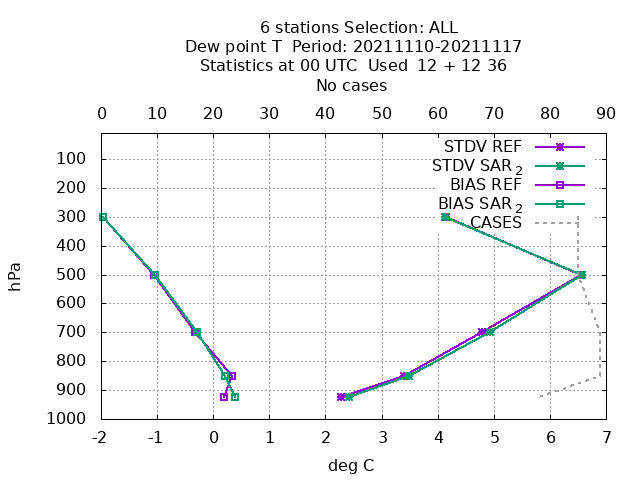 6 stations Selection: ALL
Dew point T  Period: 20211110-20211117
Statistics at 00 UTC  Used  12 + 12 36
No cases
0 10 20 30 40 50 60 70 80 90
STDV REF
STDV SAR 2
BIAS REF
BIAS SAR 2
CASES
100
200
300
400
500
600
700
800
900
1000
hPa
-2 -1 0 1 2 3 4 5 6 7
deg C